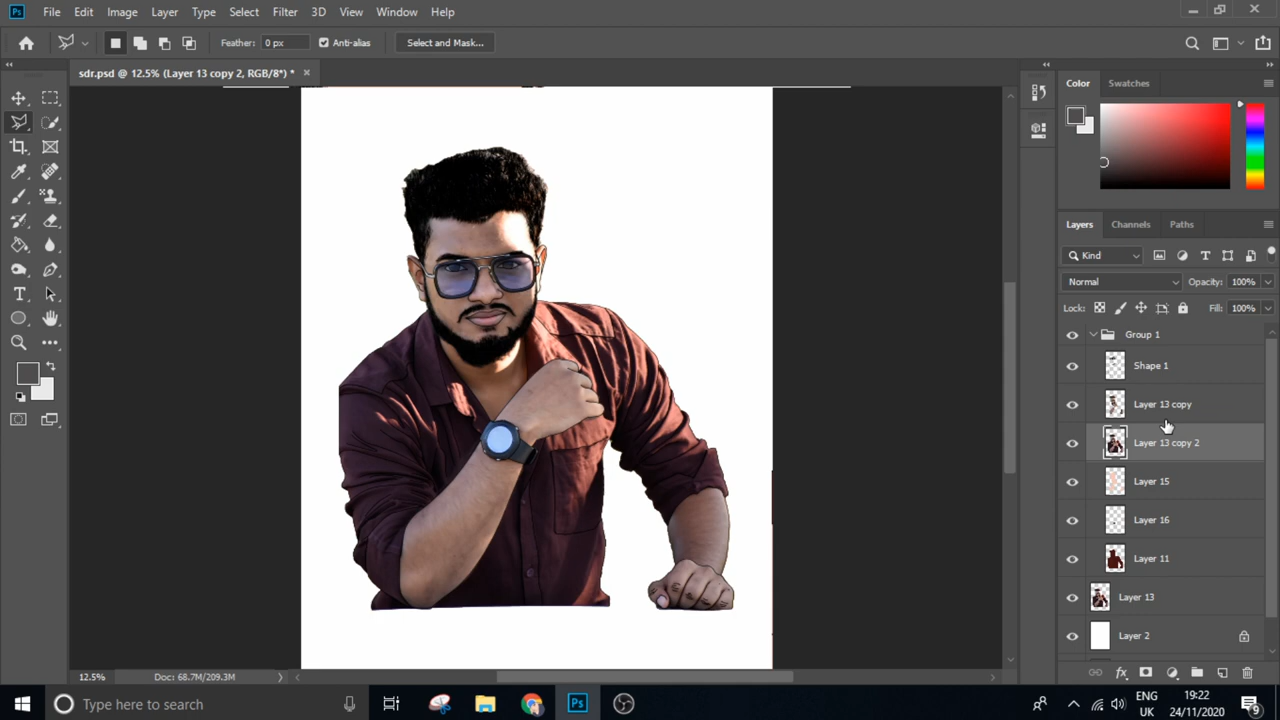 Ps File Edit Image Layer Type Select Filter 3D View Window Help
Feather: 0 px Anti-alias Select and Mask...
sdr.psd @ 12.5% (Layer 13 copy 2, RGB/8*) *
Color Swatches
Layers Channels Paths
Kind
Normal Opacity: 100%
Lock: Fill: 100%
Group 1
Shape 1
Layer 13 copy
Layer 13 copy 2
Layer 15
Layer 16
Layer 11
Layer 13
Layer 2
12.5% Doc: 68.7M/209.3M
Type here to search
Ps
ENG
UK
19:22
24/11/2020
9